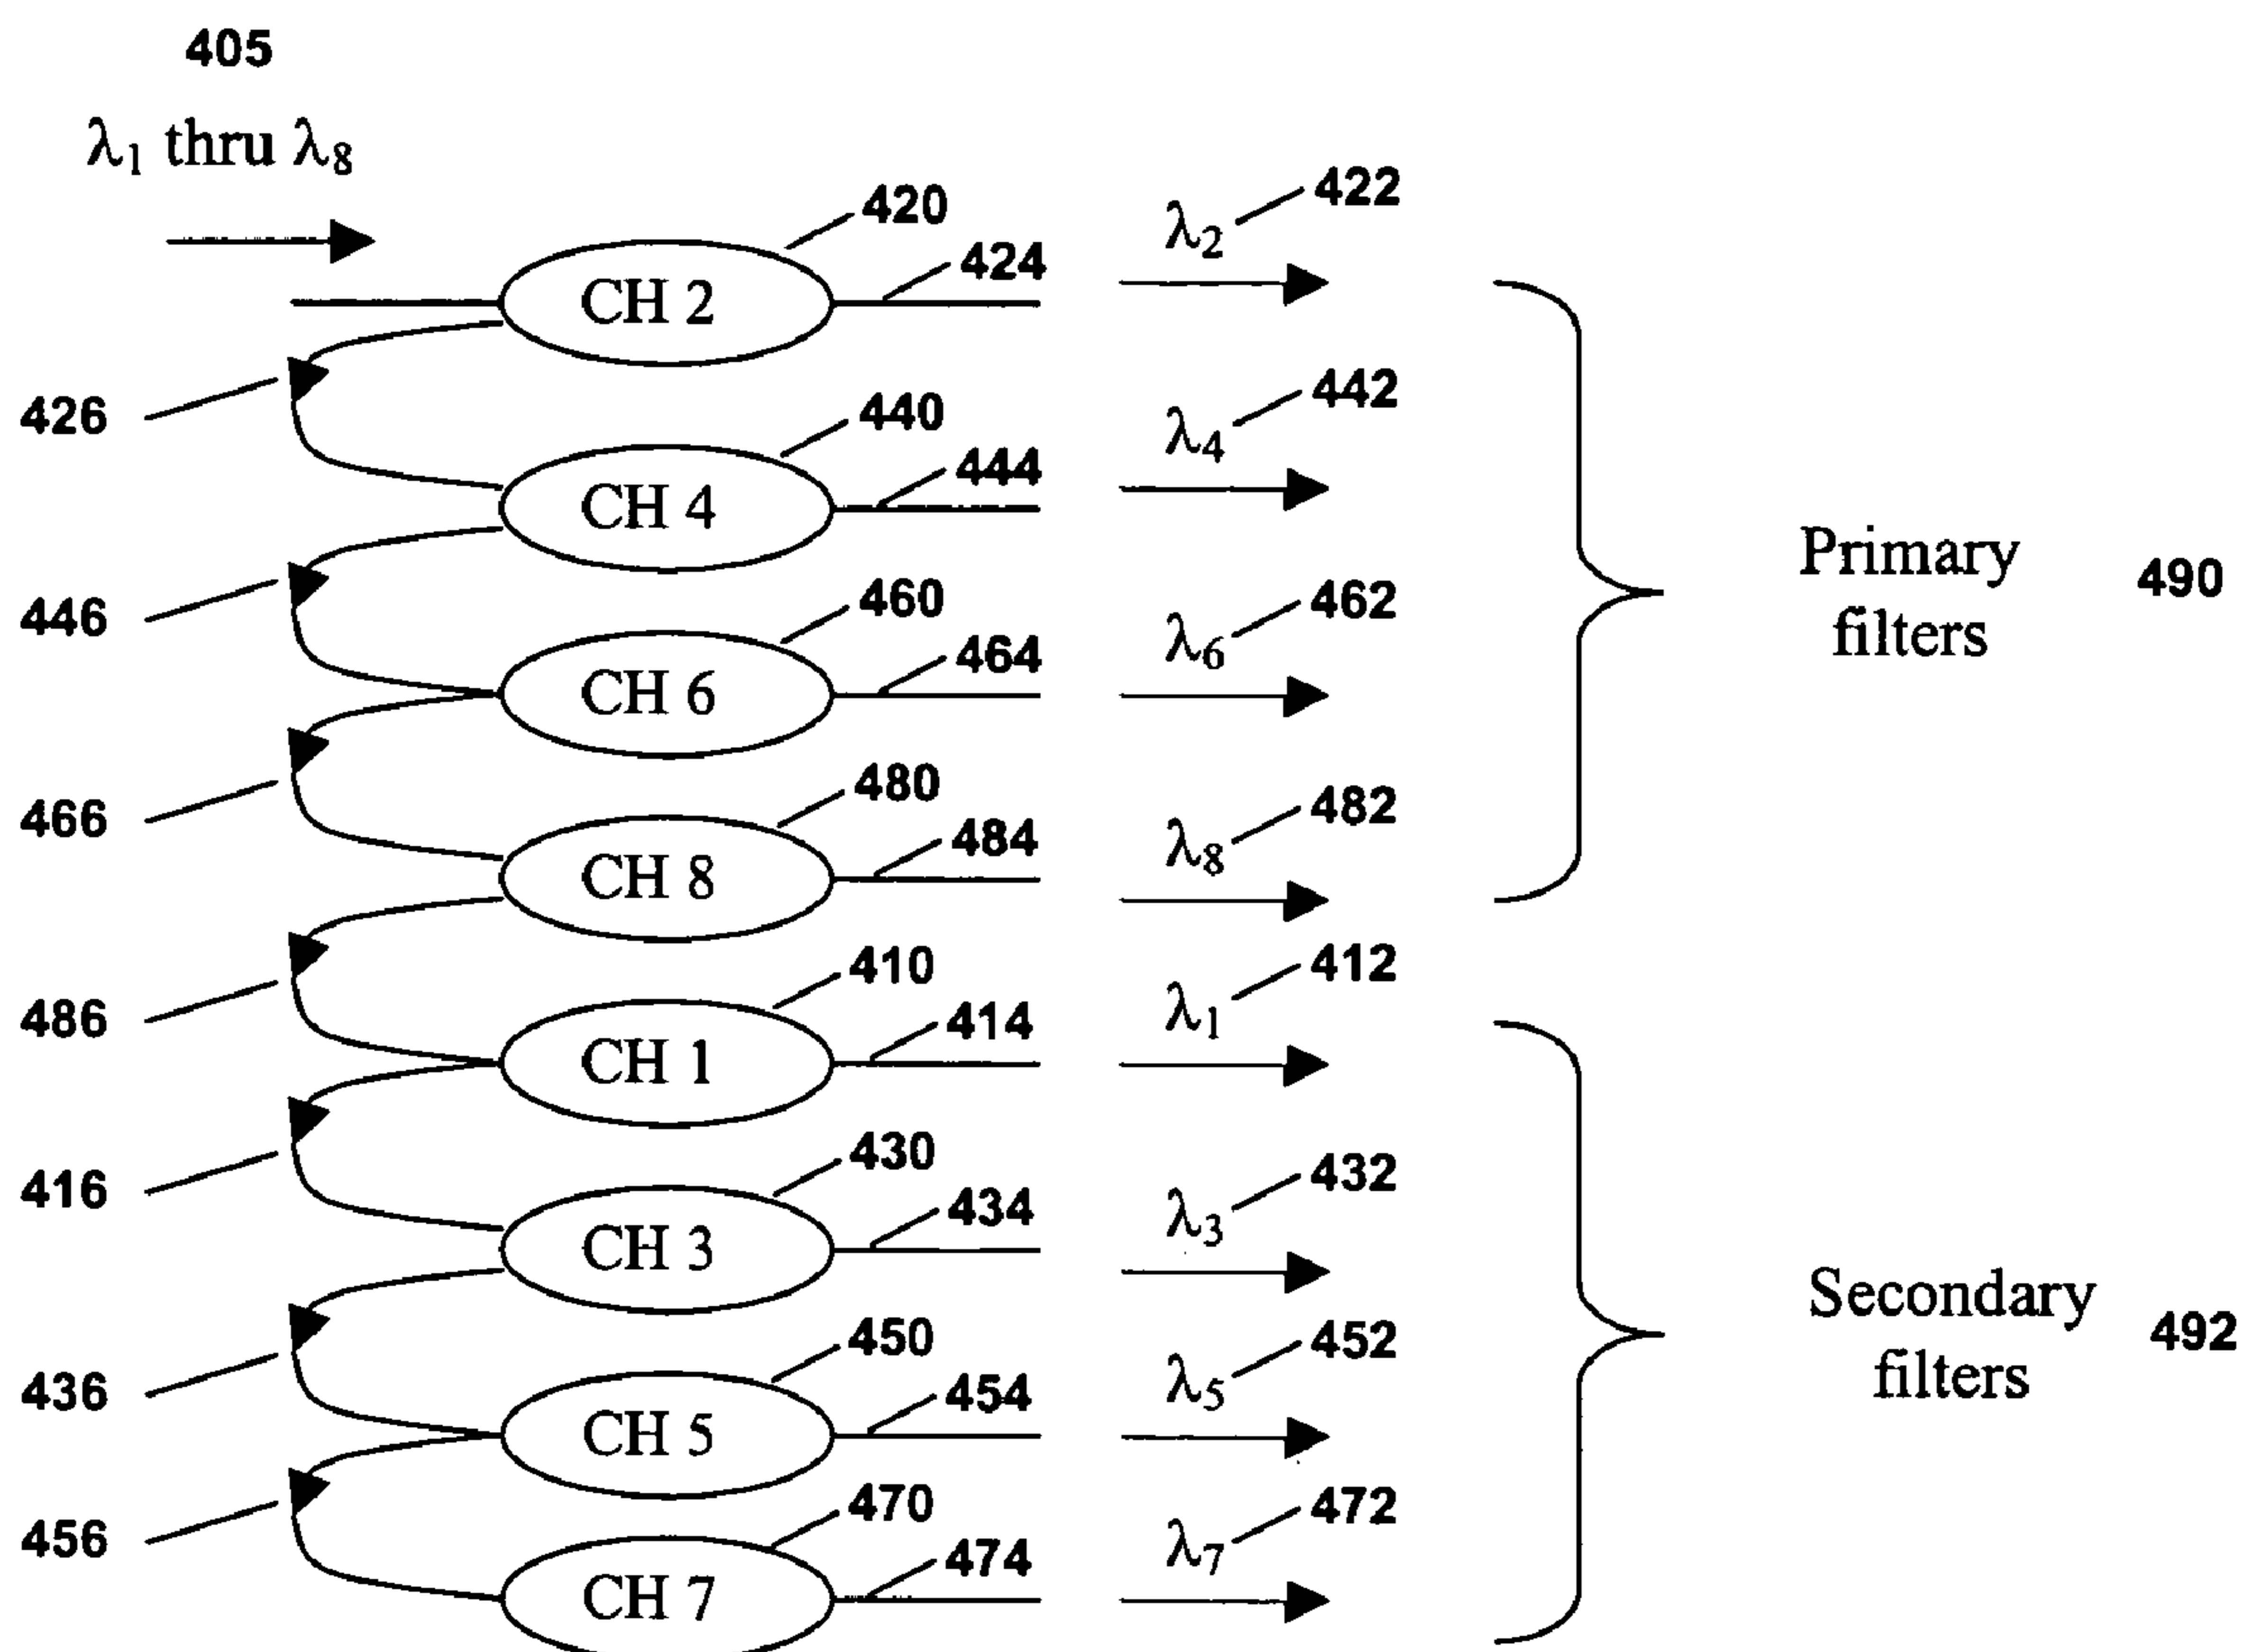 405
λ1 thru λ8
420
422
λ2
424
CH 2
426
440
442
λ4
444
CH 4
446
460
462
λ6
464
CH 6
Primary
filters
490
466
480
482
λ8
484
CH 8
486
410
412
λ1
414
CH 1
416
430
432
λ3
434
CH 3
436
450
452
λ5
454
CH 5
Secondary
filters
492
456
470
472
λ7
474
CH 7